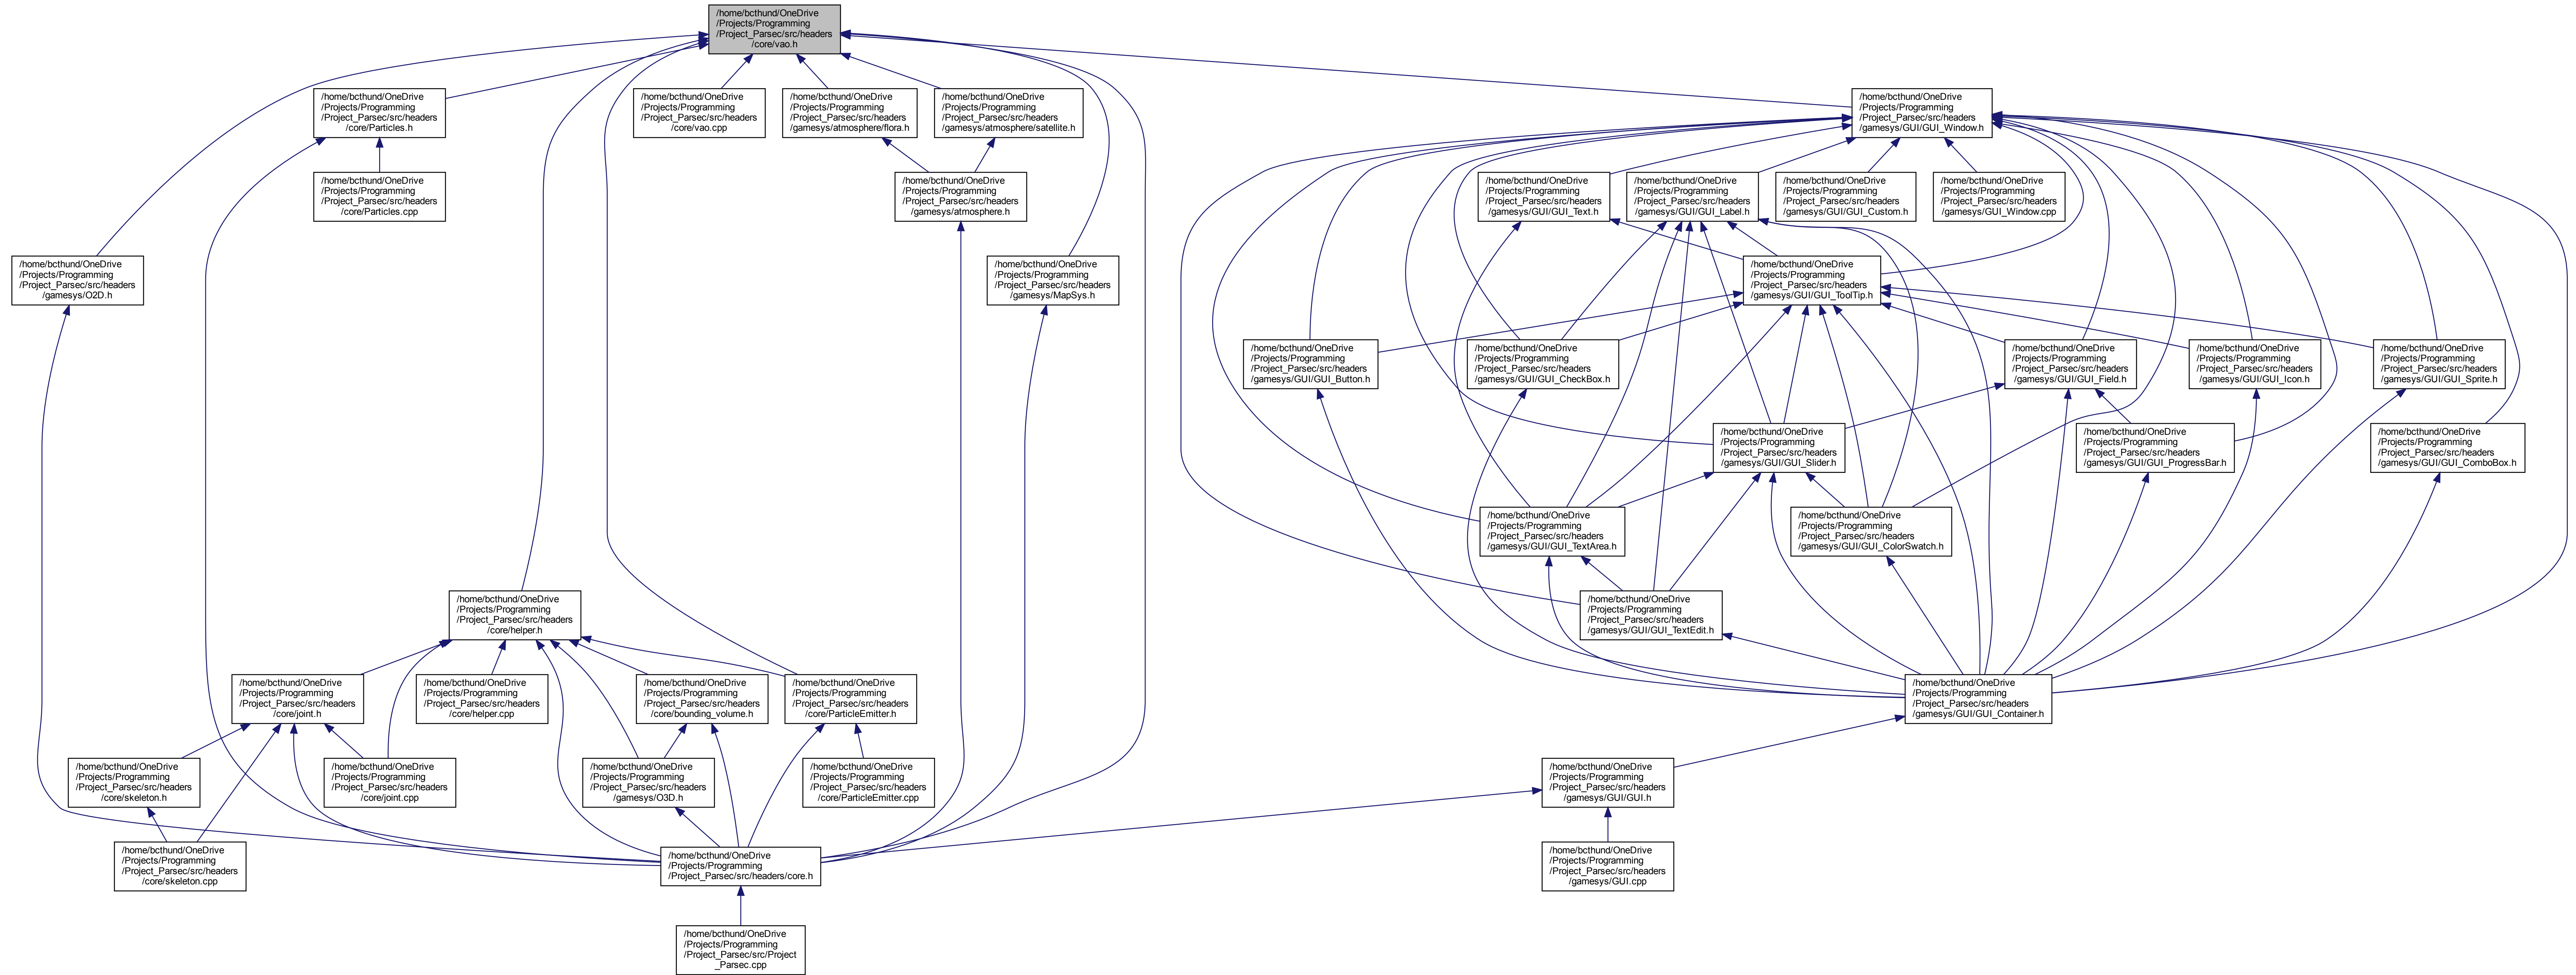 /home/bcthund/OneDrive
/Projects/Programming
/Project_Parsec/src/headers
/core/vao.h
/home/bcthund/OneDrive
/Projects/Programming
/Project_Parsec/src/headers
/core/Particles.h
/home/bcthund/OneDrive
/Projects/Programming
/Project_Parsec/src/headers
/core/vao.cpp
/home/bcthund/OneDrive
/Projects/Programming
/Project_Parsec/src/headers
/gamesys/atmosphere/flora.h
/home/bcthund/OneDrive
/Projects/Programming
/Project_Parsec/src/headers
/gamesys/atmosphere/satellite.h
/home/bcthund/OneDrive
/Projects/Programming
/Project_Parsec/src/headers
/gamesys/GUI/GUI_Window.h
/home/bcthund/OneDrive
/Projects/Programming
/Project_Parsec/src/headers
/core/Particles.cpp
/home/bcthund/OneDrive
/Projects/Programming
/Project_Parsec/src/headers
/gamesys/atmosphere.h
/home/bcthund/OneDrive
/Projects/Programming
/Project_Parsec/src/headers
/gamesys/GUI/GUI_Text.h
/home/bcthund/OneDrive
/Projects/Programming
/Project_Parsec/src/headers
/gamesys/GUI/GUI_Label.h
/home/bcthund/OneDrive
/Projects/Programming
/Project_Parsec/src/headers
/gamesys/GUI/GUI_Custom.h
/home/bcthund/OneDrive
/Projects/Programming
/Project_Parsec/src/headers
/gamesys/GUI_Window.cpp
/home/bcthund/OneDrive
/Projects/Programming
/Project_Parsec/src/headers
/gamesys/O2D.h
/home/bcthund/OneDrive
/Projects/Programming
/Project_Parsec/src/headers
/gamesys/MapSys.h
/home/bcthund/OneDrive
/Projects/Programming
/Project_Parsec/src/headers
/gamesys/GUI/GUI_ToolTip.h
/home/bcthund/OneDrive
/Projects/Programming
/Project_Parsec/src/headers
/gamesys/GUI/GUI_Button.h
/home/bcthund/OneDrive
/Projects/Programming
/Project_Parsec/src/headers
/gamesys/GUI/GUI_CheckBox.h
/home/bcthund/OneDrive
/Projects/Programming
/Project_Parsec/src/headers
/gamesys/GUI/GUI_Field.h
/home/bcthund/OneDrive
/Projects/Programming
/Project_Parsec/src/headers
/gamesys/GUI/GUI_Icon.h
/home/bcthund/OneDrive
/Projects/Programming
/Project_Parsec/src/headers
/gamesys/GUI/GUI_Sprite.h
/home/bcthund/OneDrive
/Projects/Programming
/Project_Parsec/src/headers
/gamesys/GUI/GUI_Slider.h
/home/bcthund/OneDrive
/Projects/Programming
/Project_Parsec/src/headers
/gamesys/GUI/GUI_ProgressBar.h
/home/bcthund/OneDrive
/Projects/Programming
/Project_Parsec/src/headers
/gamesys/GUI/GUI_ComboBox.h
/home/bcthund/OneDrive
/Projects/Programming
/Project_Parsec/src/headers
/gamesys/GUI/GUI_TextArea.h
/home/bcthund/OneDrive
/Projects/Programming
/Project_Parsec/src/headers
/gamesys/GUI/GUI_ColorSwatch.h
/home/bcthund/OneDrive
/Projects/Programming
/Project_Parsec/src/headers
/core/helper.h
/home/bcthund/OneDrive
/Projects/Programming
/Project_Parsec/src/headers
/gamesys/GUI/GUI_TextEdit.h
/home/bcthund/OneDrive
/Projects/Programming
/Project_Parsec/src/headers
/core/joint.h
/home/bcthund/OneDrive
/Projects/Programming
/Project_Parsec/src/headers
/core/helper.cpp
/home/bcthund/OneDrive
/Projects/Programming
/Project_Parsec/src/headers
/core/bounding_volume.h
/home/bcthund/OneDrive
/Projects/Programming
/Project_Parsec/src/headers
/core/ParticleEmitter.h
/home/bcthund/OneDrive
/Projects/Programming
/Project_Parsec/src/headers
/gamesys/GUI/GUI_Container.h
/home/bcthund/OneDrive
/Projects/Programming
/Project_Parsec/src/headers
/core/skeleton.h
/home/bcthund/OneDrive
/Projects/Programming
/Project_Parsec/src/headers
/core/joint.cpp
/home/bcthund/OneDrive
/Projects/Programming
/Project_Parsec/src/headers
/gamesys/O3D.h
/home/bcthund/OneDrive
/Projects/Programming
/Project_Parsec/src/headers
/core/ParticleEmitter.cpp
/home/bcthund/OneDrive
/Projects/Programming
/Project_Parsec/src/headers
/gamesys/GUI/GUI.h
/home/bcthund/OneDrive
/Projects/Programming
/Project_Parsec/src/headers
/core/skeleton.cpp
/home/bcthund/OneDrive
/Projects/Programming
/Project_Parsec/src/headers/core.h
/home/bcthund/OneDrive
/Projects/Programming
/Project_Parsec/src/headers
/gamesys/GUI.cpp
/home/bcthund/OneDrive
/Projects/Programming
/Project_Parsec/src/Project
_Parsec.cpp